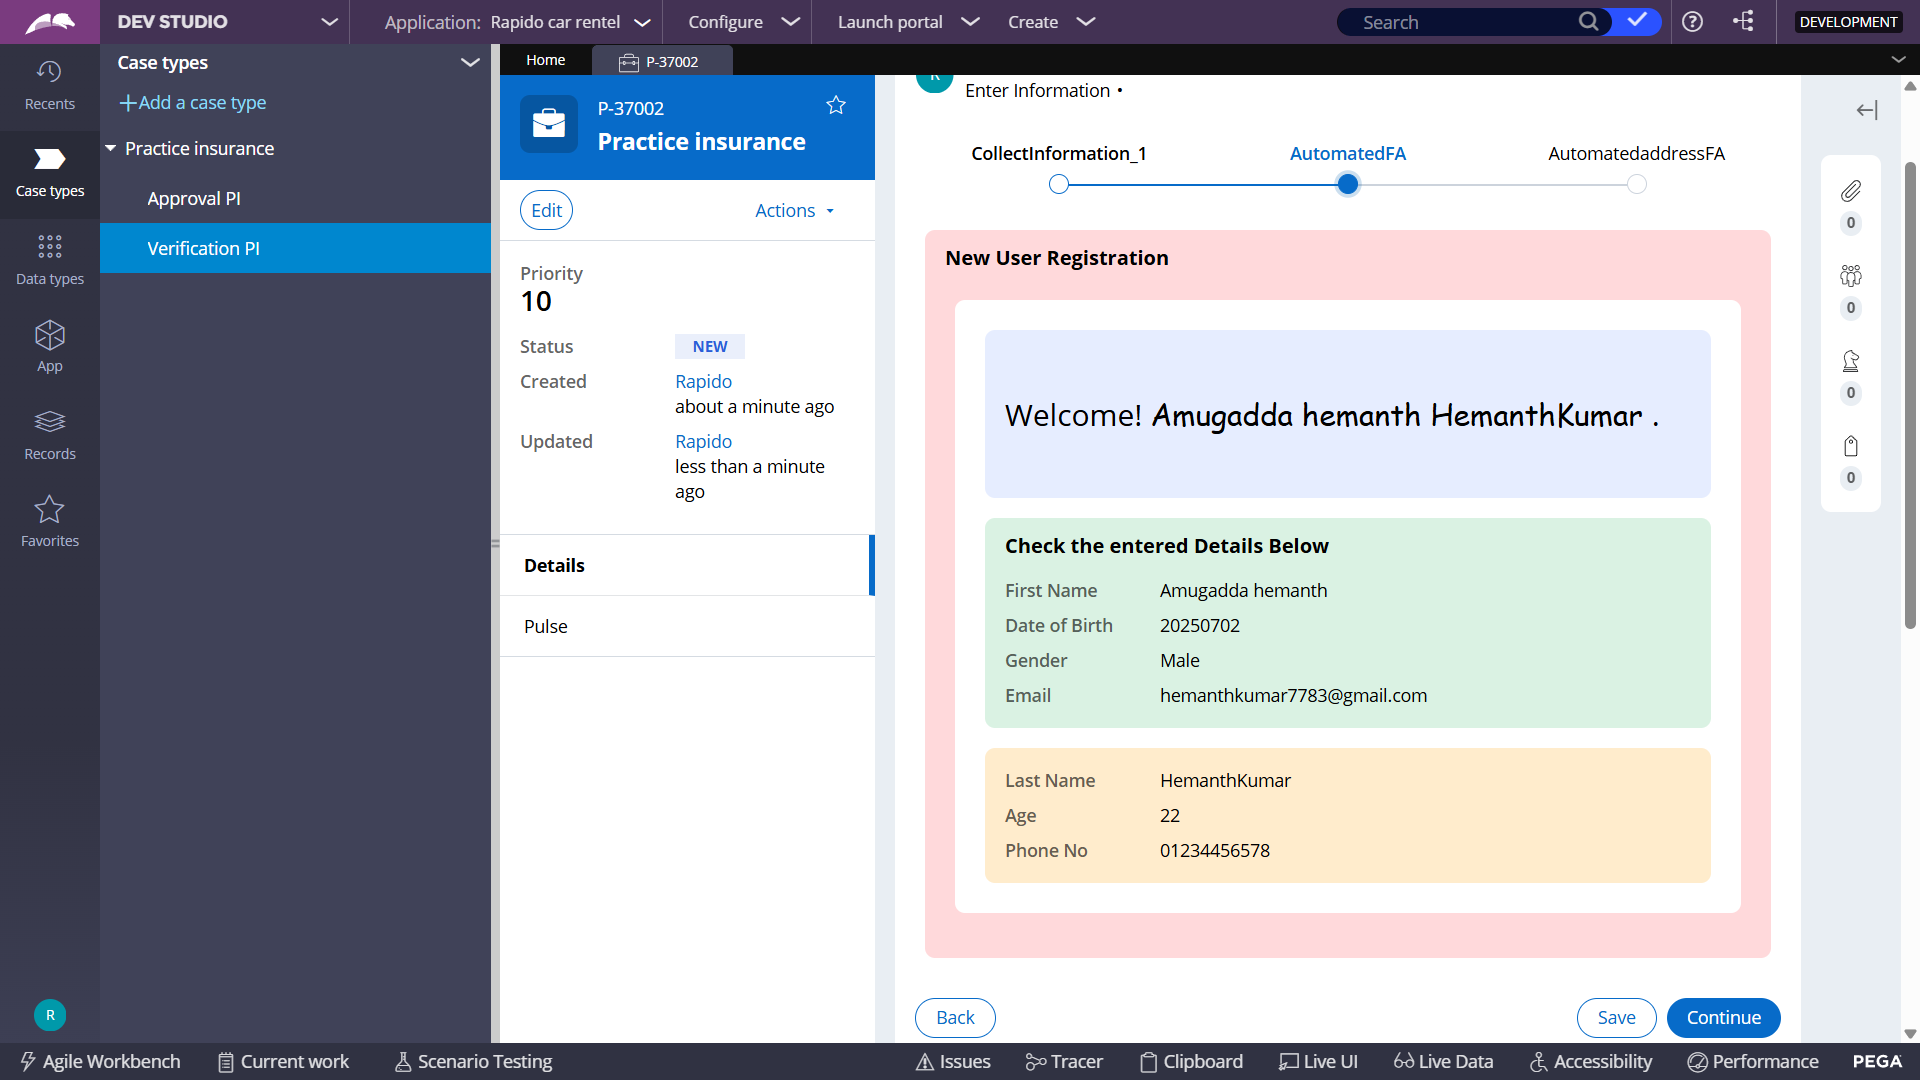 DEV STUDIO
Application: Rapido car rentel
Configure
Launch portal
Create
Search
DEVELOPMENT
Recents
Case types
Data types
App
Records
Favorites
R
Case types
Add a case type
Practice insurance
Approval PI
Verification PI
Home
P-37002
P-37002
Practice insurance
Edit
Actions
Priority
10
Status NEW
Created Rapido
about a minute ago
Updated Rapido
less than a minute
ago
Details
Pulse
R
Enter Information •
CollectInformation_1
AutomatedFA
AutomatedaddressFA
New User Registration
Welcome! Amugadda hemanth HemanthKumar .
Check the entered Details Below
First Name Amugadda hemanth
Date of Birth 20250702
Gender Male
Email hemanthkumar7783@gmail.com
Last Name HemanthKumar
Age 22
Phone No 01234456578
Back
Save
Continue
0
0
0
0
Agile Workbench
Current work
Scenario Testing
Issues
Tracer
Clipboard
Live UI
Live Data
Accessibility
Performance
PEGA